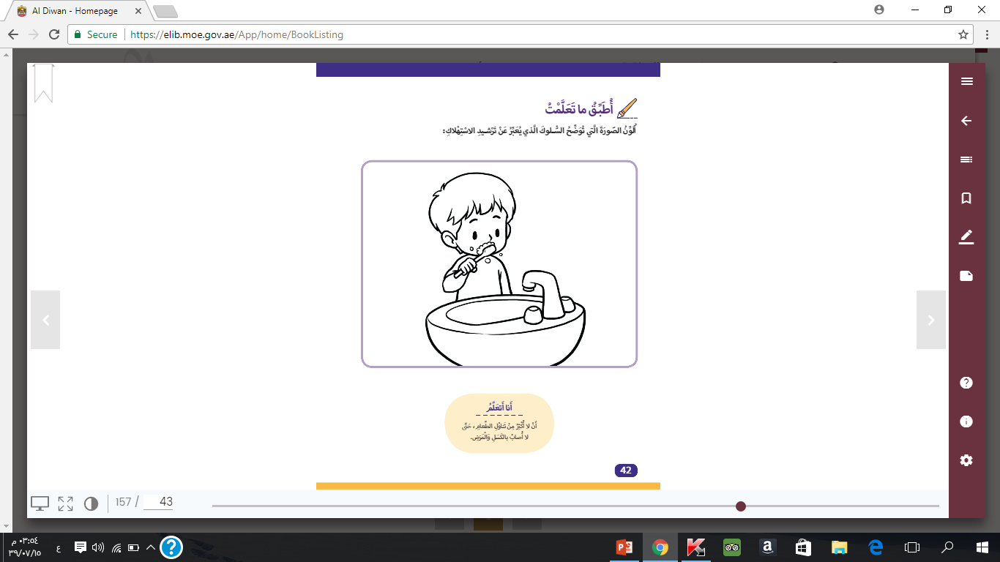 Al Diwan - Homepage
Secure
https://elib.moe.gov.ae/App/home/BookListing
أُطَبِّقُ ما تَعَلَّمْتُ
أُلَوِّنُ الصّورَةَ الَّتي تُوَضِّحُ السُّلوكَ الَّذي يُعَبِّرُ عَنْ تَرْشيدِ الاسْتِهْلاكِ:
أَنا أَتَعَلَّمُ
أَنْ لا أُكْثِرَ مِنْ تَناوُلِ الطَّعامِ، حَتَّى
لا أُصابَ بِالكَسَلِ وَالْمَرَضِ.
42
157 / 43
٠٣:٥٤ م
٣٩/٠٧/١٥
ع